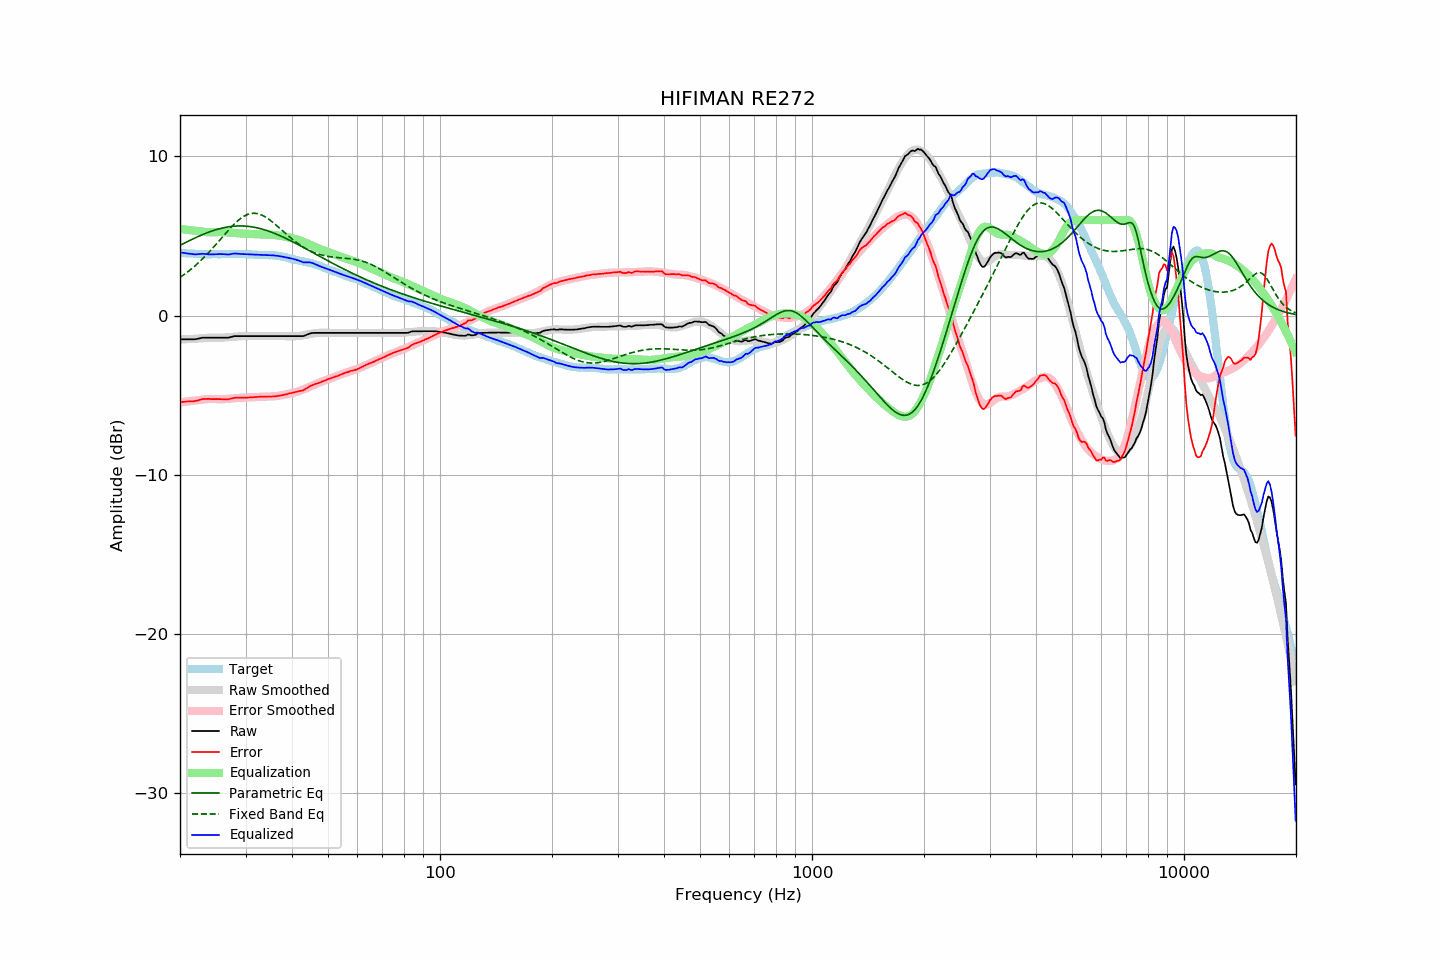 HIFIMAN RE272
10
0
−10
−20
−30
Amplitude (dBr)
Target
Raw Smoothed
Error Smoothed
Raw
Error
Equalization
Parametric Eq
Fixed Band Eq
Equalized
100
1000
10000
Frequency (Hz)